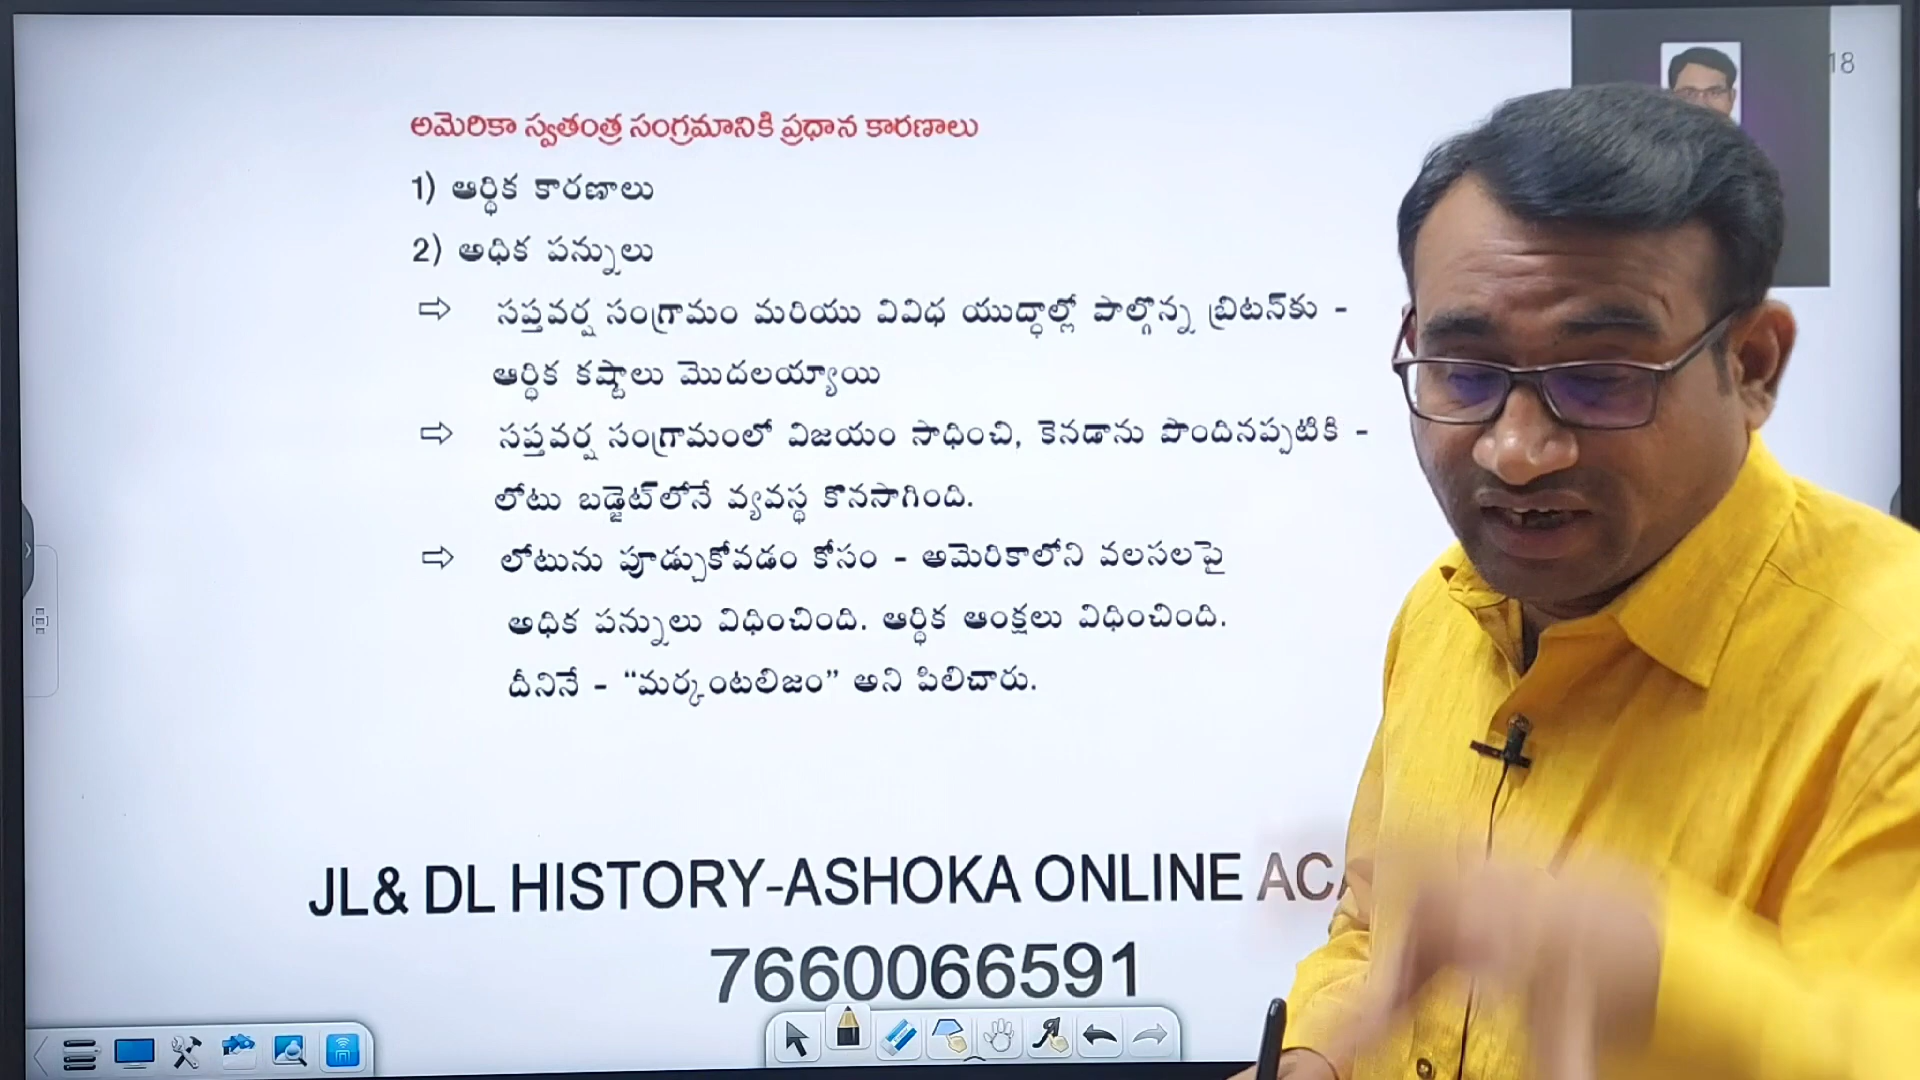 18
అమెరికా స్వతంత్ర సంగ్రమానికి ప్రధాన కారణాలు
1) ఆర్థిక కారణాలు
2) అధిక పన్నులు
⇨ సప్తవర్ష సంగ్రామం మరియు వివిధ యుద్ధాల్లో పాల్గొన్న బ్రిటన్‌కు -
ఆర్థిక కష్టాలు మొదలయ్యాయి
⇨ సప్తవర్ష సంగ్రామంలో విజయం సాధించి, కెనడాను పొందినప్పటికి -
లోటు బడ్జెట్‌లోనే వ్యవస్థ కొనసాగింది.
⇨ లోటును పూడ్చుకోవడం కోసం - అమెరికాలోని వలసలపై
అధిక పన్నులు విధించింది. ఆర్థిక ఆంక్షలు విధించింది.
దీనినే - “మర్కంటలిజం” అని పిలిచారు.
JL& DL HISTORY-ASHOKA ONLINE
7660066591